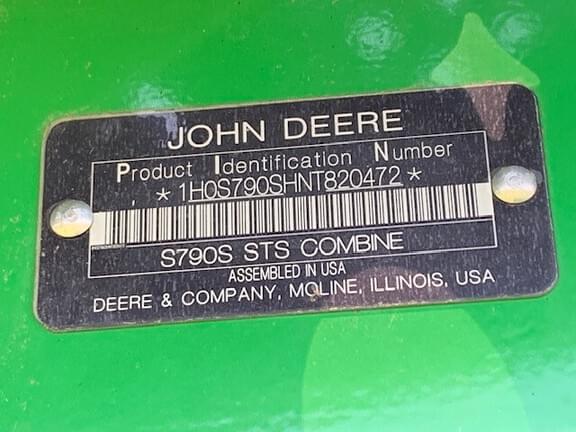 JOHN DEERE
Product Identification Number
* 1H0S790SHNT820472 *
S790S STS COMBINE
ASSEMBLED IN USA
DEERE & COMPANY, MOLINE, ILLINOIS, USA